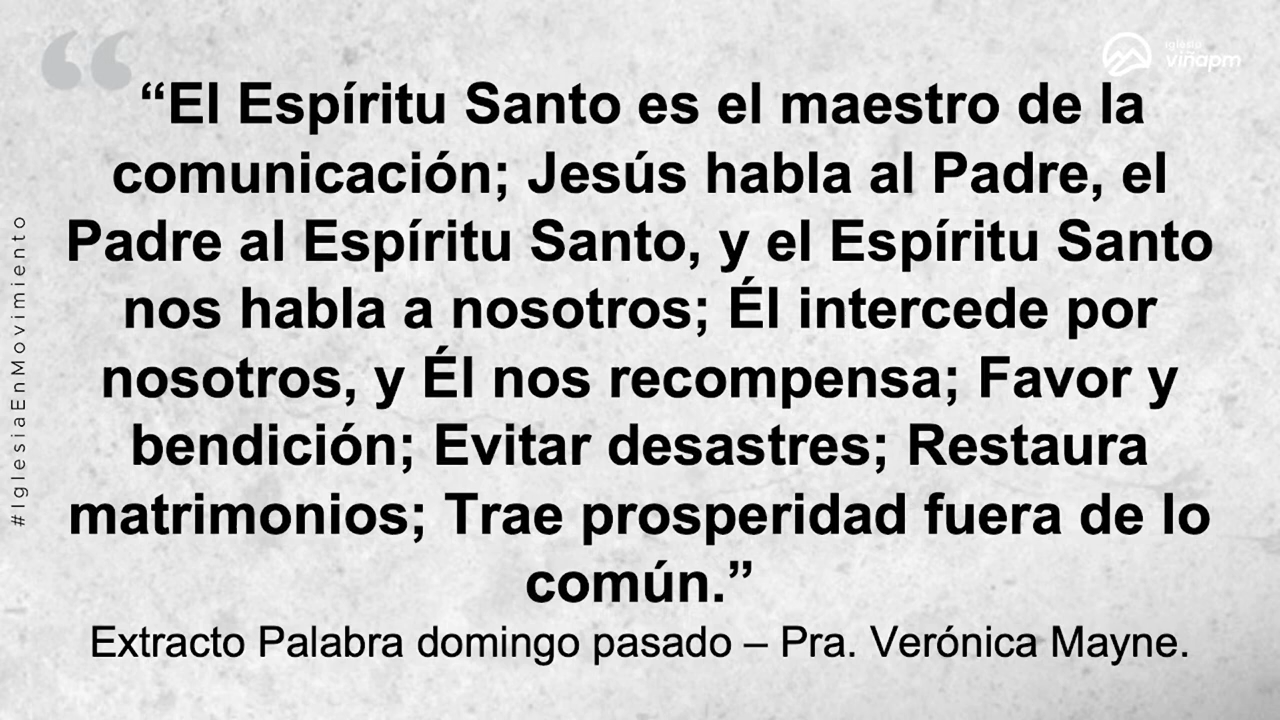 “El Espíritu Santo es el maestro de la
comunicación; Jesús habla al Padre, el
Padre al Espíritu Santo, y el Espíritu Santo
nos habla a nosotros; Él intercede por
nosotros, y Él nos recompensa; Favor y
bendición; Evitar desastres; Restaura
matrimonios; Trae prosperidad fuera de lo
común.”
Extracto Palabra domingo pasado – Pra. Verónica Mayne.
#IglesiaEnMovimiento
iglesia
viñapm